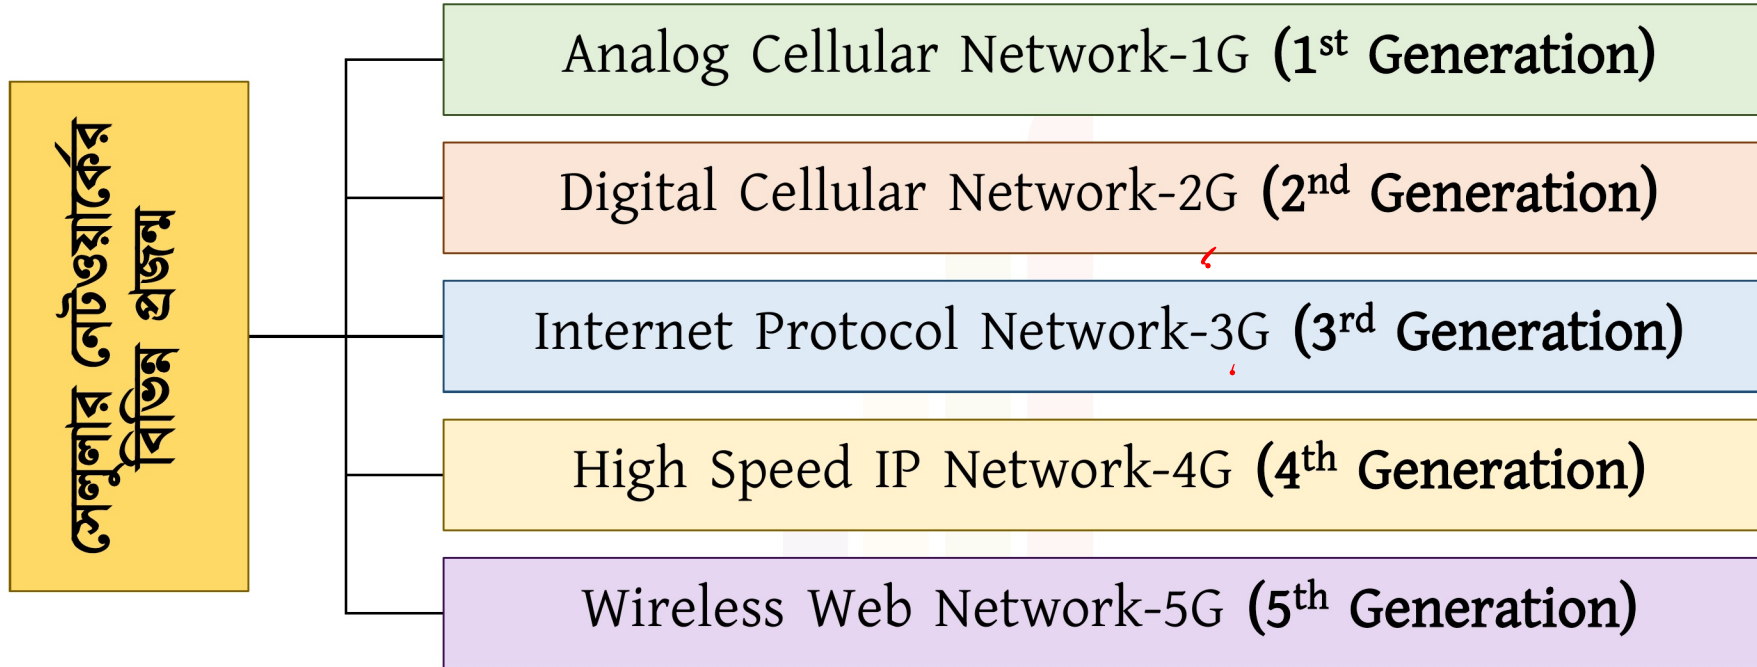 সেলুলার নেটওয়ার্কের
বিভিন্ন প্রজন্ম
Analog Cellular Network-1G (1st Generation)
Digital Cellular Network-2G (2nd Generation)
Internet Protocol Network-3G (3rd Generation)
High Speed IP Network-4G (4th Generation)
Wireless Web Network-5G (5th Generation)